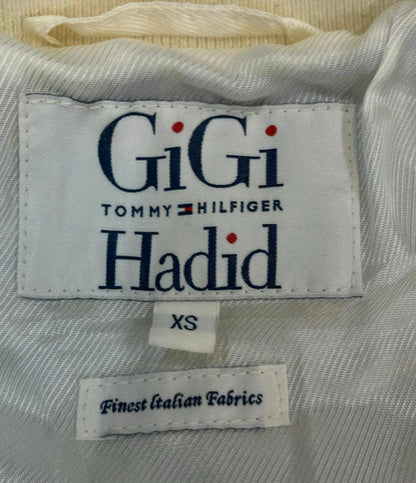 GiGi
TOMMY HILFIGER
Hadid
XS
Finest Italian Fabrics